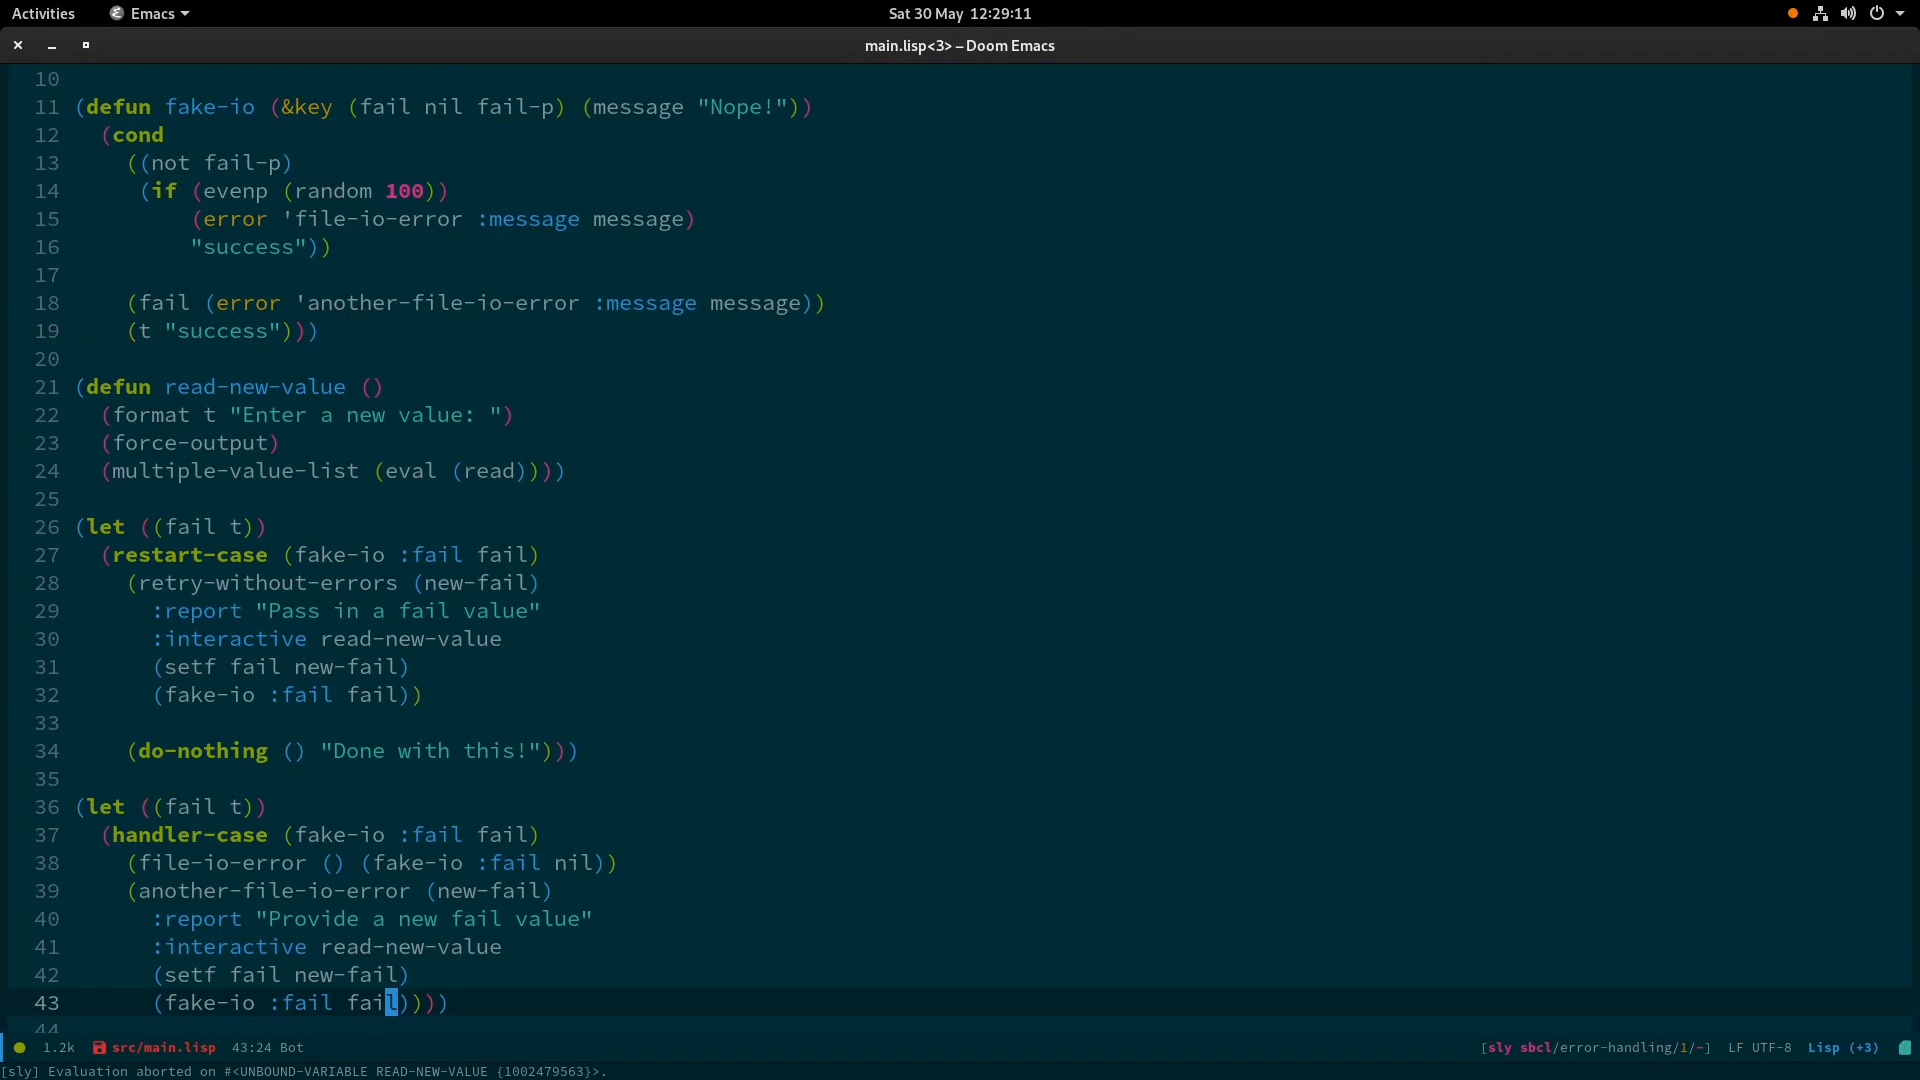 Activities Emacs Sat 30 May 12:29:11
main.lisp<3> – Doom Emacs
10
11 (defun fake-io (&key (fail nil fail-p) (message "Nope!"))
12   (cond
13     ((not fail-p)
14      (if (evenp (random 100))
15          (error 'file-io-error :message message)
16          "success"))
17
18     (fail (error 'another-file-io-error :message message))
19     (t "success")))
20
21 (defun read-new-value ()
22   (format t "Enter a new value: ")
23   (force-output)
24   (multiple-value-list (eval (read))))
25
26 (let ((fail t))
27   (restart-case (fake-io :fail fail)
28     (retry-without-errors (new-fail)
29       :report "Pass in a fail value"
30       :interactive read-new-value
31       (setf fail new-fail)
32       (fake-io :fail fail))
33
34     (do-nothing () "Done with this!")))
35
36 (let ((fail t))
37   (handler-case (fake-io :fail fail)
38     (file-io-error () (fake-io :fail nil))
39     (another-file-io-error (new-fail)
40       :report "Provide a new fail value"
41       :interactive read-new-value
42       (setf fail new-fail)
43       (fake-io :fail fail))))
44
1.2k src/main.lisp 43:24 Bot [sly sbcl/error-handling/1/-] LF UTF-8 Lisp (+3)
[sly] Evaluation aborted on #<UNBOUND-VARIABLE READ-NEW-VALUE {1002479563}>.